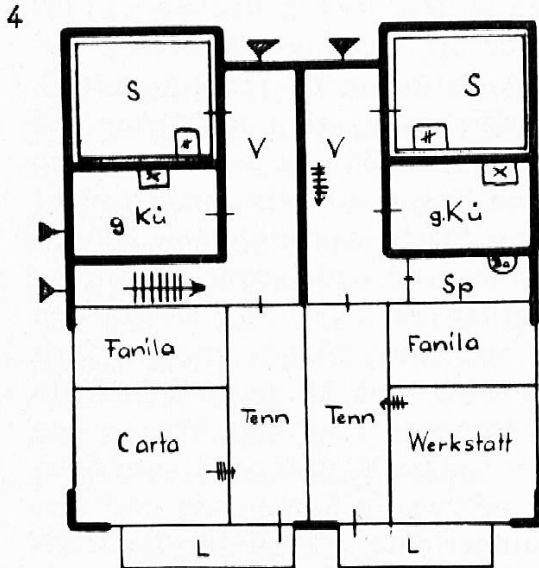 4
S S
V V
g Kü g.Kü
Sp
Fanila Fanila
Tenn Tenn
Carta Werkstatt
L L